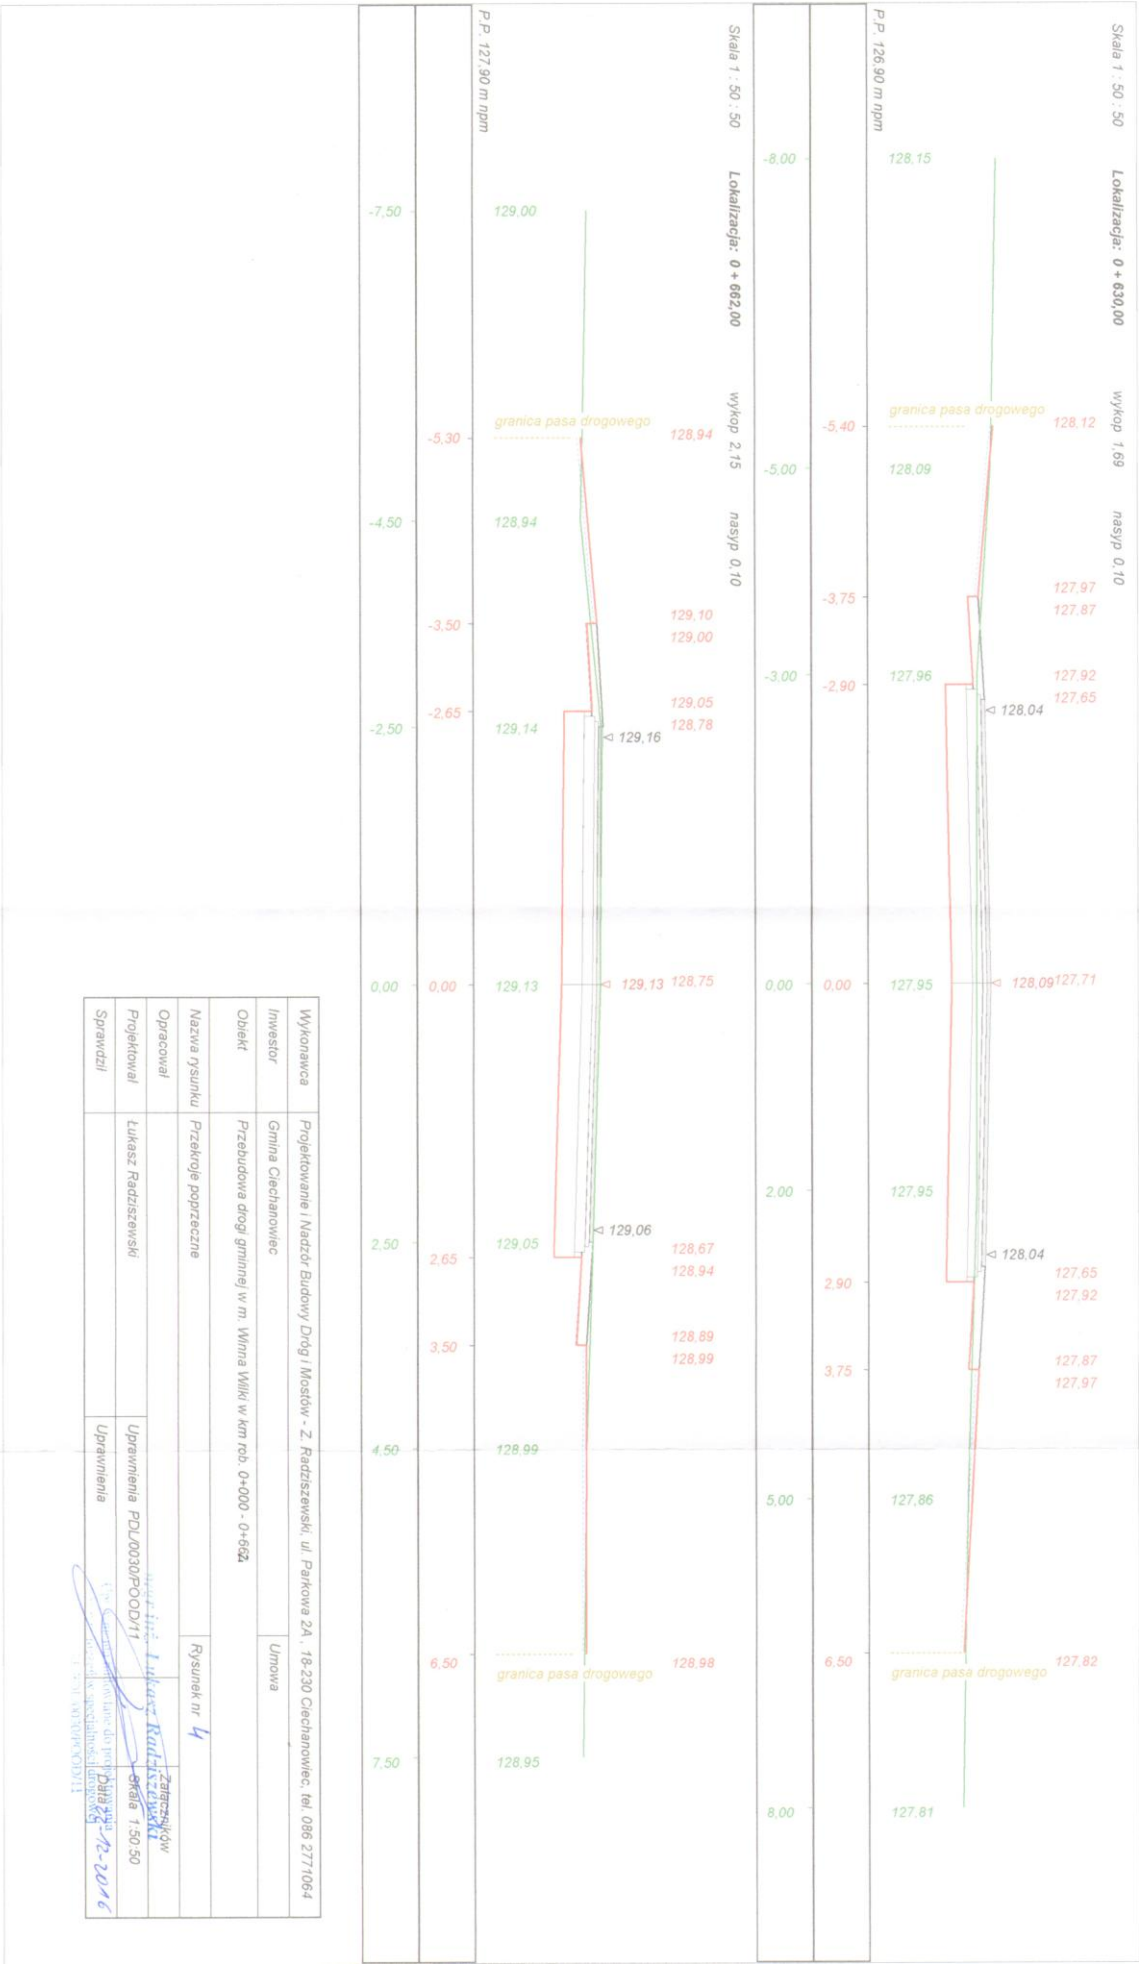 Skala 1 : 50 : 50 Lokalizacja: 0 + 630,00 wykop 1,69 nasyp 0,10
128,12 127,97 127,87 127,92 127,65 127,71 127,65 127,92 127,87 127,97 127,82
128,04 128,09 128,04
granica pasa drogowego granica pasa drogowego
128,15 128,09 127,96 127,95 127,95 127,86 127,81
P.P. 126,90 m npm
-5,40 -3,75 -2,90 0,00 2,90 3,75 6,50
-8,00 -5,00 -3,00 0,00 2,00 5,00 8,00
Skala 1 : 50 : 50 Lokalizacja: 0 + 662,00 wykop 2,15 nasyp 0,10
128,94 129,10 129,00 129,05 128,78 128,75 128,67 128,94 128,89 128,99 128,98
129,16 129,13 129,06
granica pasa drogowego granica pasa drogowego
129,00 128,94 129,14 129,13 129,05 128,99 128,95
P.P. 127,90 m npm
-5,30 -3,50 -2,65 0,00 2,65 3,50 6,50
-7,50 -4,50 -2,50 0,00 2,50 4,50 7,50
Wykonawca Projektowanie i Nadzór Budowy Dróg i Mostów - Z. Radziszewski, ul. Parkowa 2A , 18-230 Ciechanowiec, tel. 086 2771064
Inwestor Gmina Ciechanowiec Umowa
Obiekt Przebudowa drogi gminnej w m. Winna Wilki w km rob. 0+000 - 0+662
Nazwa rysunku Przekroje poprzeczne Rysunek nr 4
Opracował Załączników
Projektował Łukasz Radziszewski Uprawnienia PDL/0030/POOD/11 Skala 1:50:50
Sprawdził Uprawnienia Data 12-2016
mgr inż. Łukasz Radziszewski